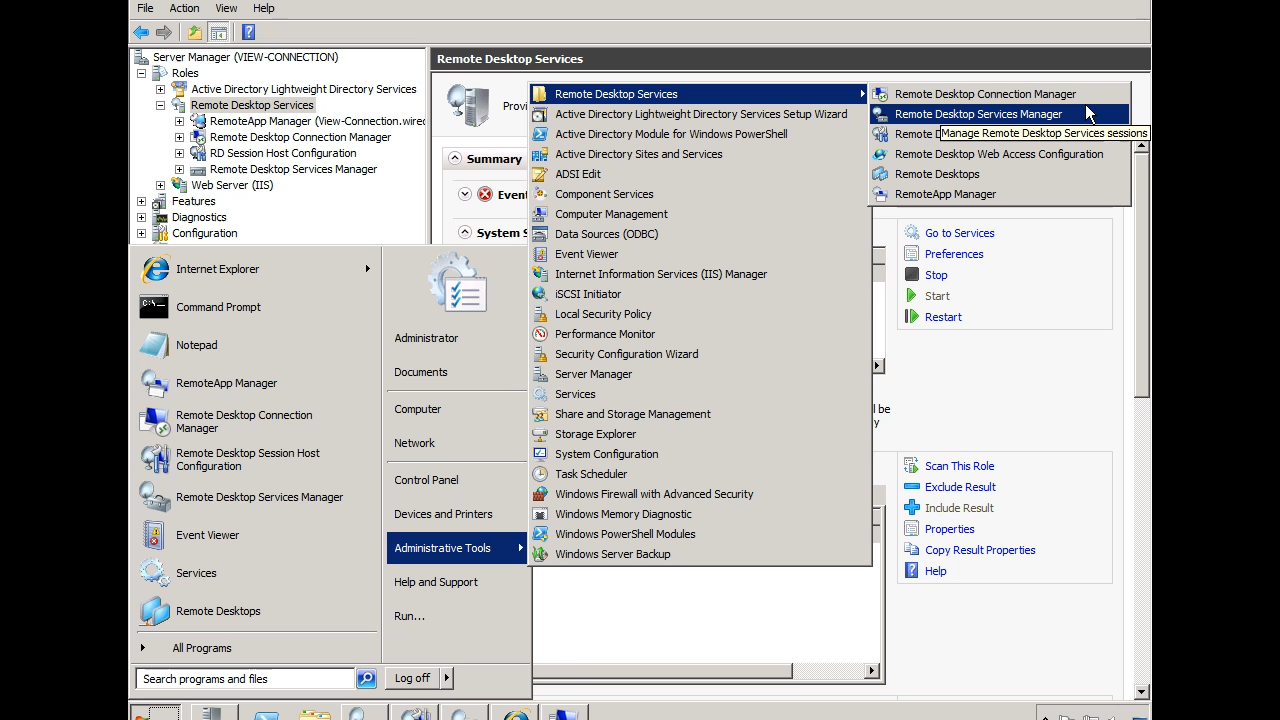 File Action View Help
Server Manager (VIEW-CONNECTION)
Roles
Active Directory Lightweight Directory Services
Remote Desktop Services
RemoteApp Manager (View-Connection.wired
Remote Desktop Connection Manager
RD Session Host Configuration
Remote Desktop Services Manager
Web Server (IIS)
Features
Diagnostics
Configuration
Remote Desktop Services
Provi
Summary
Even
System S
Internet Explorer
Command Prompt
Notepad
RemoteApp Manager
Remote Desktop Connection
Manager
Remote Desktop Session Host
Configuration
Remote Desktop Services Manager
Event Viewer
Services
Remote Desktops
All Programs
Search programs and files
Administrator
Documents
Computer
Network
Control Panel
Devices and Printers
Administrative Tools
Help and Support
Run...
Log off
Remote Desktop Services
Active Directory Lightweight Directory Services Setup Wizard
Active Directory Module for Windows PowerShell
Active Directory Sites and Services
ADSI Edit
Component Services
Computer Management
Data Sources (ODBC)
Event Viewer
Internet Information Services (IIS) Manager
iSCSI Initiator
Local Security Policy
Performance Monitor
Security Configuration Wizard
Server Manager
Services
Share and Storage Management
Storage Explorer
System Configuration
Task Scheduler
Windows Firewall with Advanced Security
Windows Memory Diagnostic
Windows PowerShell Modules
Windows Server Backup
Remote Desktop Connection Manager
Remote Desktop Services Manager
Remote D
Manage Remote Desktop Services sessions
Remote Desktop Web Access Configuration
Remote Desktops
RemoteApp Manager
Go to Services
Preferences
Stop
Start
Restart
be
Scan This Role
Exclude Result
Include Result
Properties
Copy Result Properties
Help